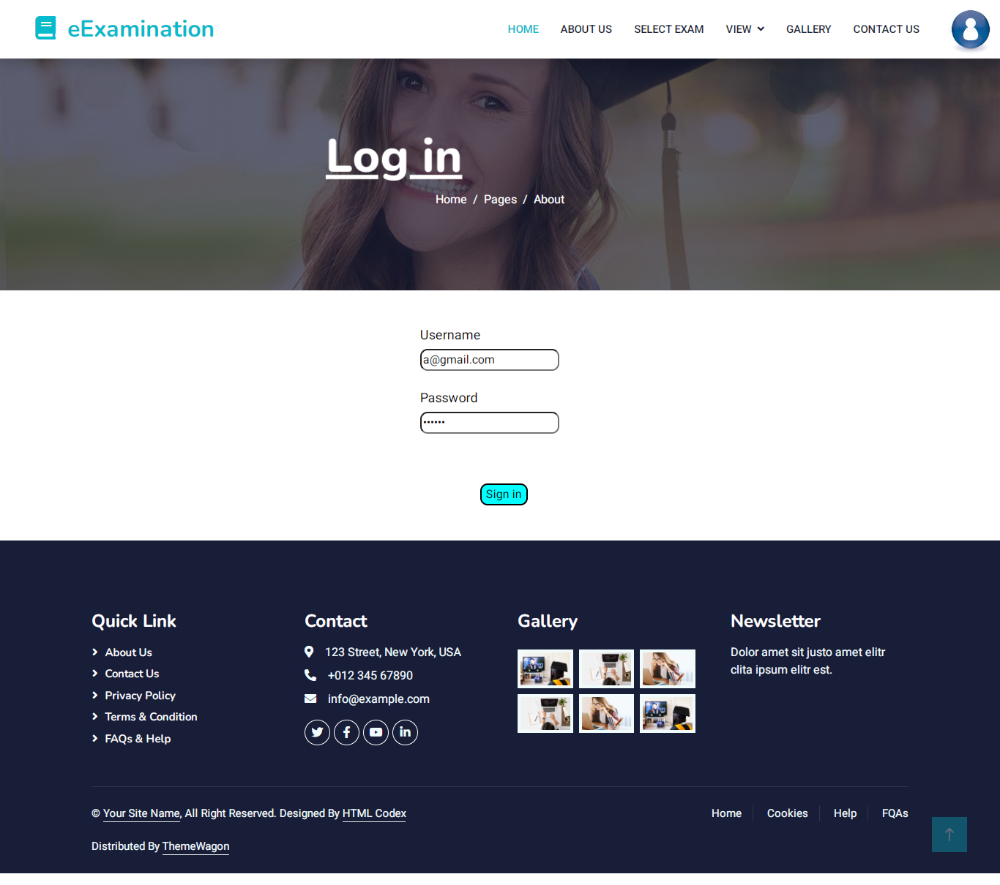 eExamination
HOME ABOUT US SELECT EXAM VIEW GALLERY CONTACT US
Log in
Home / Pages / About
Username
a@gmail.com
Password
••••••
Sign in
Quick Link
About Us
Contact Us
Privacy Policy
Terms & Condition
FAQs & Help
Contact
123 Street, New York, USA
+012 345 67890
info@example.com
Gallery
Newsletter
Dolor amet sit justo amet elitr
clita ipsum elitr est.
© Your Site Name, All Right Reserved. Designed By HTML Codex
Distributed By ThemeWagon
Home Cookies Help FQAs